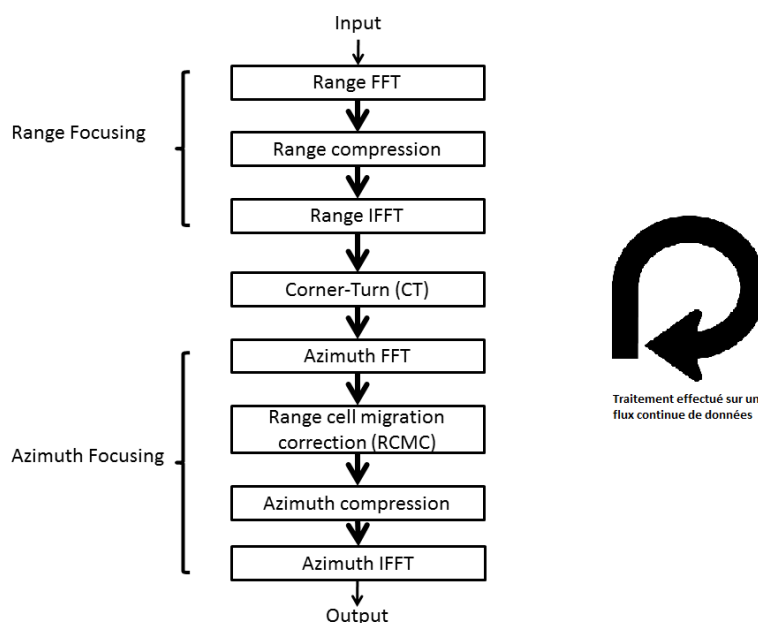 Input
Range FFT
Range Focusing
Range compression
Range IFFT
Corner-Turn (CT)
Azimuth FFT
Range cell migration
correction (RCMC)
Azimuth Focusing
Azimuth compression
Azimuth IFFT
Output
Traitement effectué sur un
flux continue de données